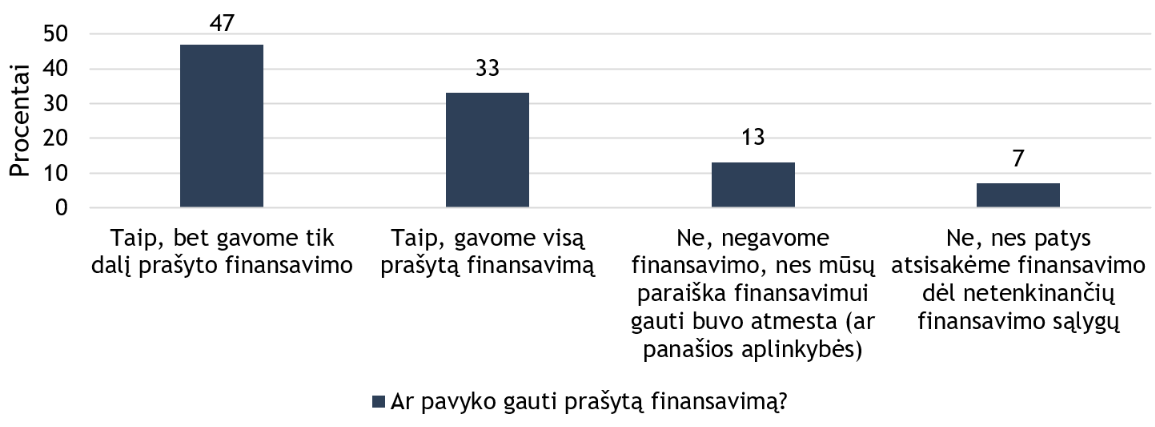 47
50
40
30
20
10
0
Procentai
33
13
7
Taip, bet gavome tik
dalį prašyto finansavimo
Taip, gavome visą
prašytą finansavimą
Ne, negavome
finansavimo, nes mūsų
paraiška finansavimui
gauti buvo atmesta (ar
panašios aplinkybės)
Ne, nes patys
atsisakėme finansavimo
dėl netenkinančių
finansavimo sąlygų
Ar pavyko gauti prašytą finansavimą?